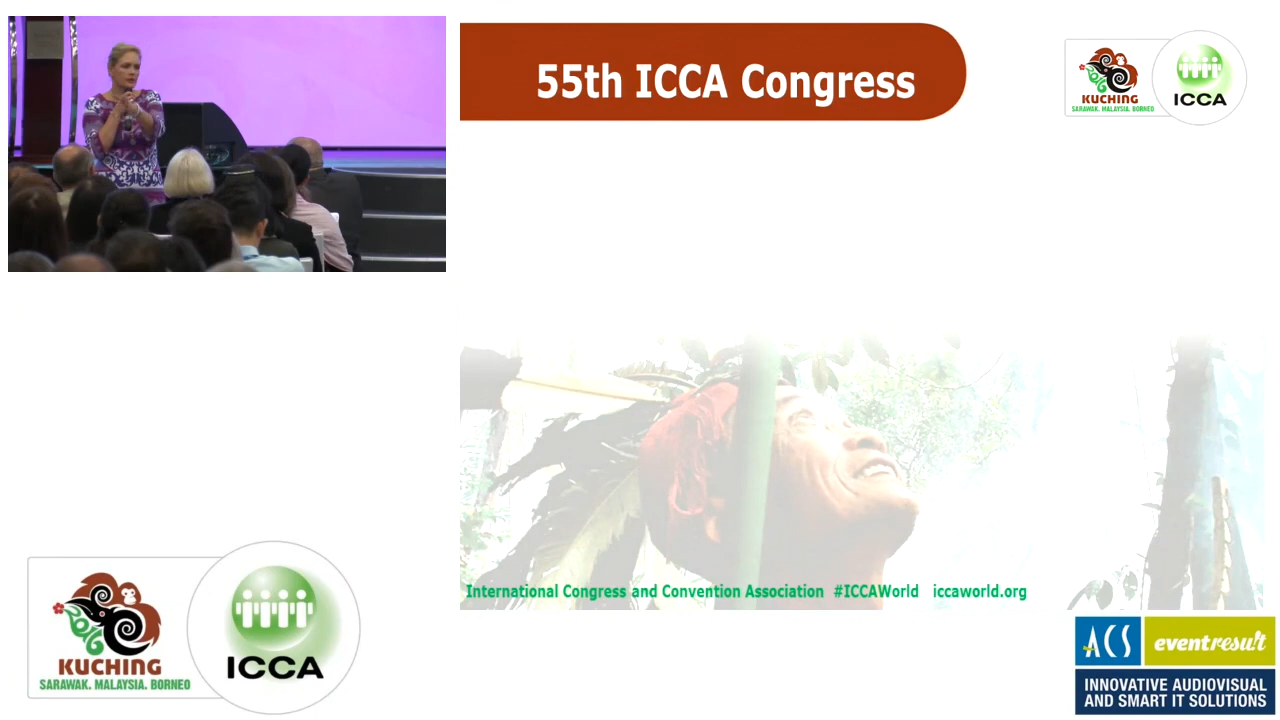 55th ICCA Congress
KUCHING
SARAWAK. MALAYSIA. BORNEO
ICCA
International Congress and Convention Association #ICCAWorld iccaworld.org
2016
KUCHING
SARAWAK. MALAYSIA. BORNEO
ICCA
ACS
eventresult
INNOVATIVE AUDIOVISUAL
AND SMART IT SOLUTIONS